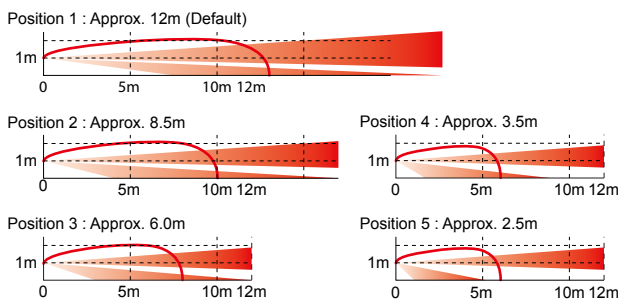 Position 1 : Approx. 12m (Default)
1m
0 5m 10m 12m
Position 2 : Approx. 8.5m
1m
0 5m 10m 12m
Position 3 : Approx. 6.0m
1m
0 5m 10m 12m
Position 4 : Approx. 3.5m
1m
0 5m 10m 12m
Position 5 : Approx. 2.5m
1m
0 5m 10m 12m